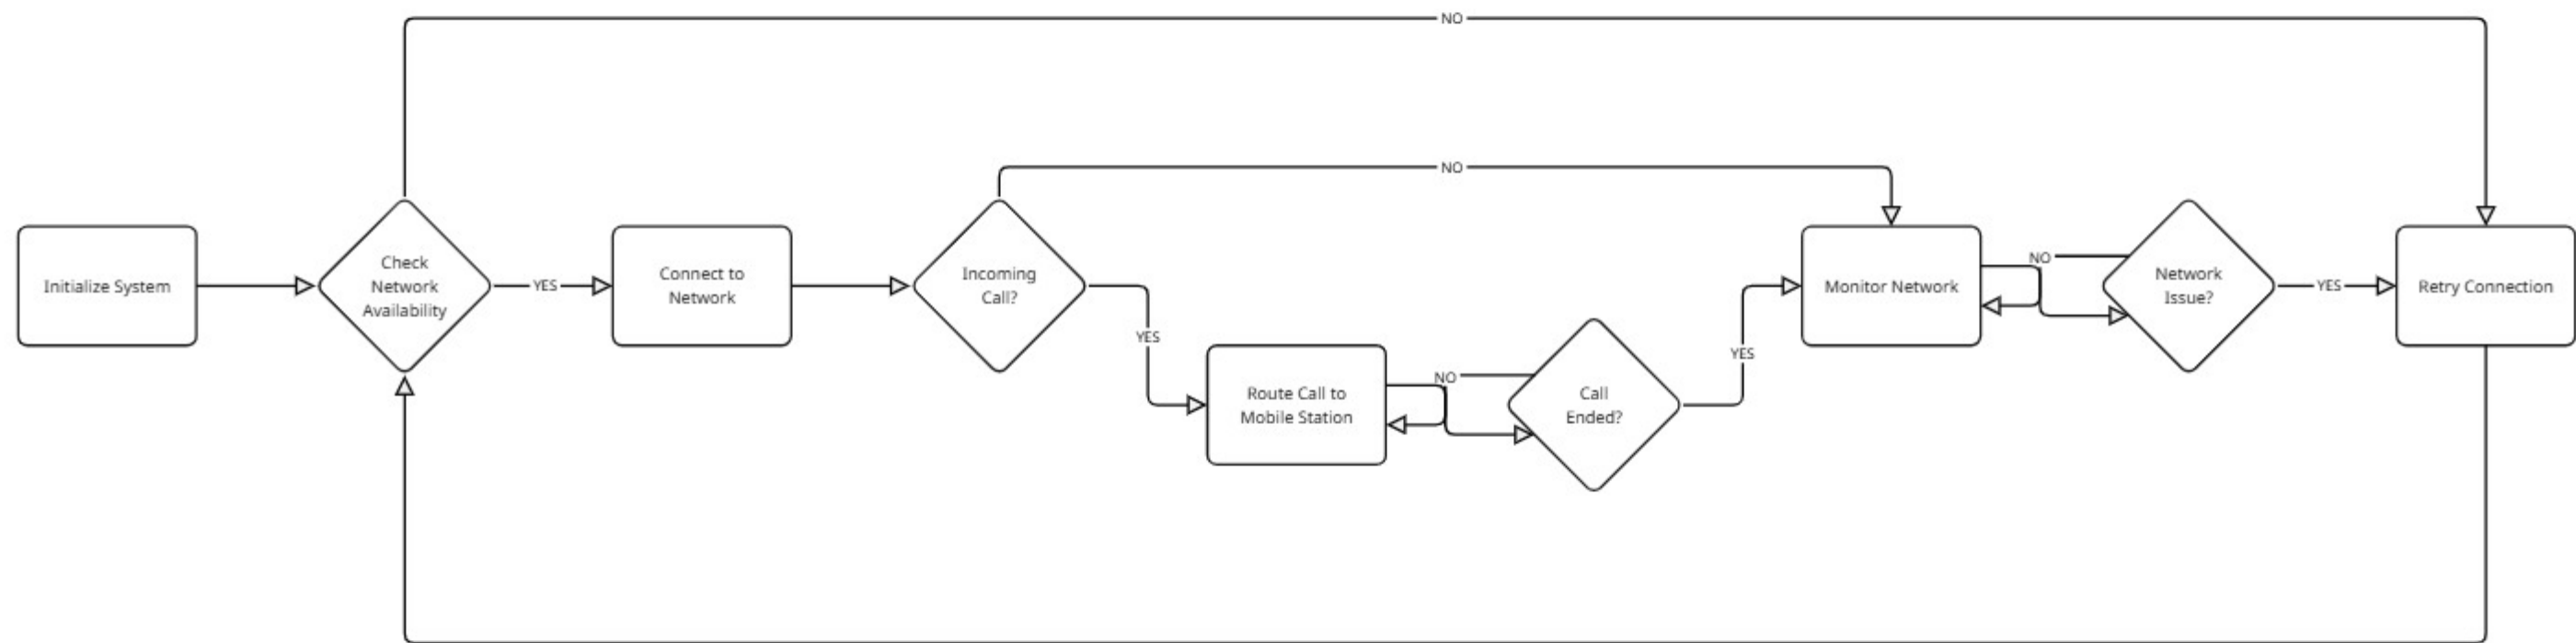 NO
NO
Initialize System
Check
Network
Availability
YES
Connect to
Network
Incoming
Call?
YES
Route Call to
Mobile Station
NO
Call
Ended?
YES
Monitor Network
NO
Network
Issue?
YES
Retry Connection